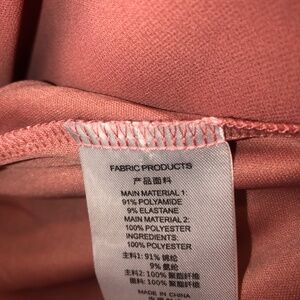 FABRIC PRODUCTS
产品面料
MAIN MATERIAL 1:
91% POLYAMIDE
9% ELASTANE
MAIN MATERIAL 2:
100% POLYESTER
INGREDIENTS:
100% POLYESTER
主料1: 91% 锦纶
9% 氨纶
主料2: 100% 聚酯纤维
面料: 100% 聚酯纤维
MADE IN CHINA